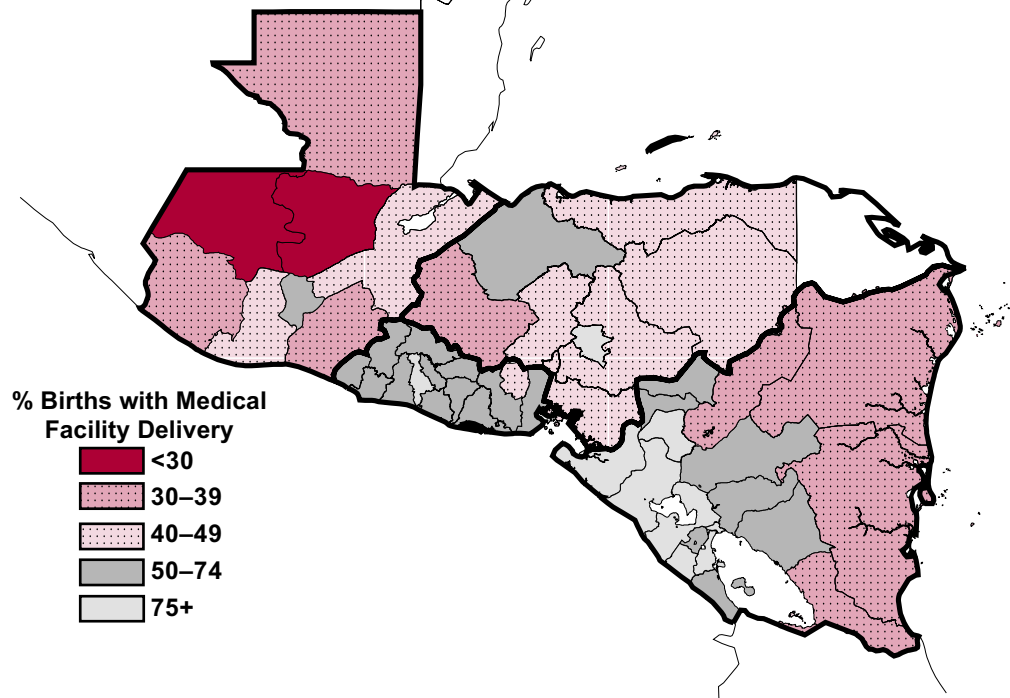 % Births with Medical
Facility Delivery
<30
30–39
40–49
50–74
75+